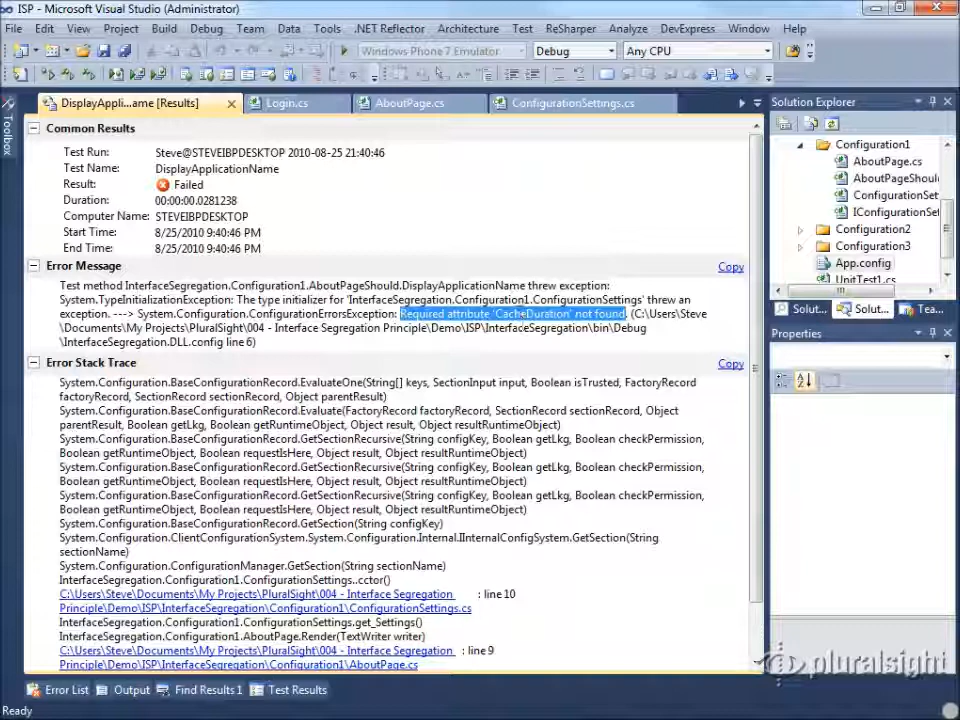 ISP - Microsoft Visual Studio (Administrator)
File Edit View Project Build Debug Team Data Tools .NET Reflector Architecture Test ReSharper Analyze DevExpress Window Help
Windows Phone 7 Emulator Debug Any CPU
DisplayAppli...ame [Results] Login.cs AboutPage.cs ConfigurationSettings.cs
Toolbox
Common Results
Test Run: Steve@STEVEIBPDESKTOP 2010-08-25 21:40:46
Test Name: DisplayApplicationName
Result: Failed
Duration: 00:00:00.0281238
Computer Name: STEVEIBPDESKTOP
Start Time: 8/25/2010 9:40:46 PM
End Time: 8/25/2010 9:40:46 PM
Error Message Copy
Test method InterfaceSegregation.Configuration1.AboutPageShould.DisplayApplicationName threw exception:
System.TypeInitializationException: The type initializer for 'InterfaceSegregation.Configuration1.ConfigurationSettings' threw an
exception. ---> System.Configuration.ConfigurationErrorsException: Required attribute 'CacheDuration' not found. (C:\Users\Steve
\Documents\My Projects\PluralSight\004 - Interface Segregation Principle\Demo\ISP\InterfaceSegregation\bin\Debug
\InterfaceSegregation.DLL.config line 6)
Error Stack Trace Copy
System.Configuration.BaseConfigurationRecord.EvaluateOne(String[] keys, SectionInput input, Boolean isTrusted, FactoryRecord
factoryRecord, SectionRecord sectionRecord, Object parentResult)
System.Configuration.BaseConfigurationRecord.Evaluate(FactoryRecord factoryRecord, SectionRecord sectionRecord, Object
parentResult, Boolean getLkg, Boolean getRuntimeObject, Object result, Object resultRuntimeObject)
System.Configuration.BaseConfigurationRecord.GetSectionRecursive(String configKey, Boolean getLkg, Boolean checkPermission,
Boolean getRuntimeObject, Boolean requestIsHere, Object result, Object resultRuntimeObject)
System.Configuration.BaseConfigurationRecord.GetSectionRecursive(String configKey, Boolean getLkg, Boolean checkPermission,
Boolean getRuntimeObject, Boolean requestIsHere, Object result, Object resultRuntimeObject)
System.Configuration.BaseConfigurationRecord.GetSectionRecursive(String configKey, Boolean getLkg, Boolean checkPermission,
Boolean getRuntimeObject, Boolean requestIsHere, Object result, Object resultRuntimeObject)
System.Configuration.BaseConfigurationRecord.GetSection(String configKey)
System.Configuration.ClientConfigurationSystem.System.Configuration.Internal.IInternalConfigSystem.GetSection(String
sectionName)
System.Configuration.ConfigurationManager.GetSection(String sectionName)
InterfaceSegregation.Configuration1.ConfigurationSettings..cctor()
C:\Users\Steve\Documents\My Projects\PluralSight\004 - Interface Segregation : line 10
Principle\Demo\ISP\InterfaceSegregation\Configuration1\ConfigurationSettings.cs
InterfaceSegregation.Configuration1.ConfigurationSettings.get_Settings()
InterfaceSegregation.Configuration1.AboutPage.Render(TextWriter writer)
C:\Users\Steve\Documents\My Projects\PluralSight\004 - Interface Segregation : line 9
Principle\Demo\ISP\InterfaceSegregation\Configuration1\AboutPage.cs
Solution Explorer
Configuration1
AboutPage.cs
AboutPageShoul
ConfigurationSet
IConfigurationSet
Configuration2
Configuration3
App.config
UnitTest1.cs
Solut... Solut... Tea...
Properties
pluralsight
Error List Output Find Results 1 Test Results
Ready